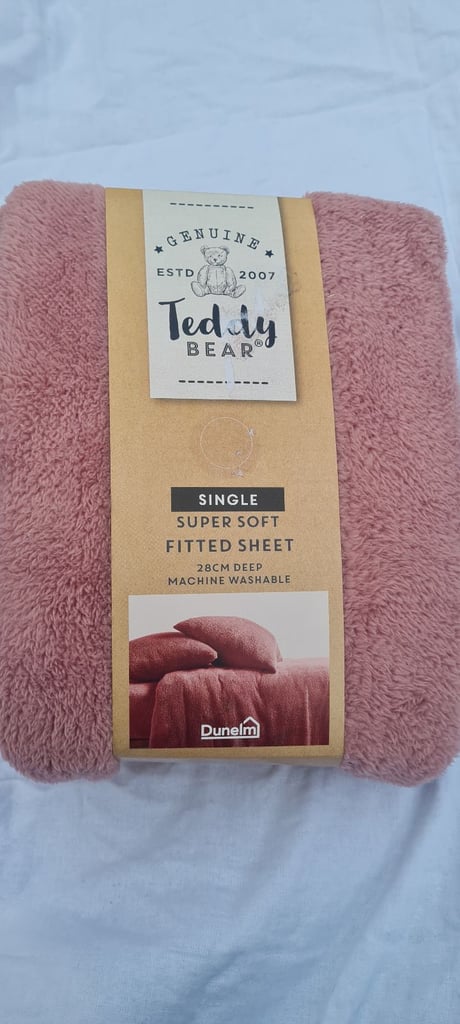 GENUINE
ESTD 2007
Teddy
BEAR®
SINGLE
SUPER SOFT
FITTED SHEET
28CM DEEP
MACHINE WASHABLE
Dunelm